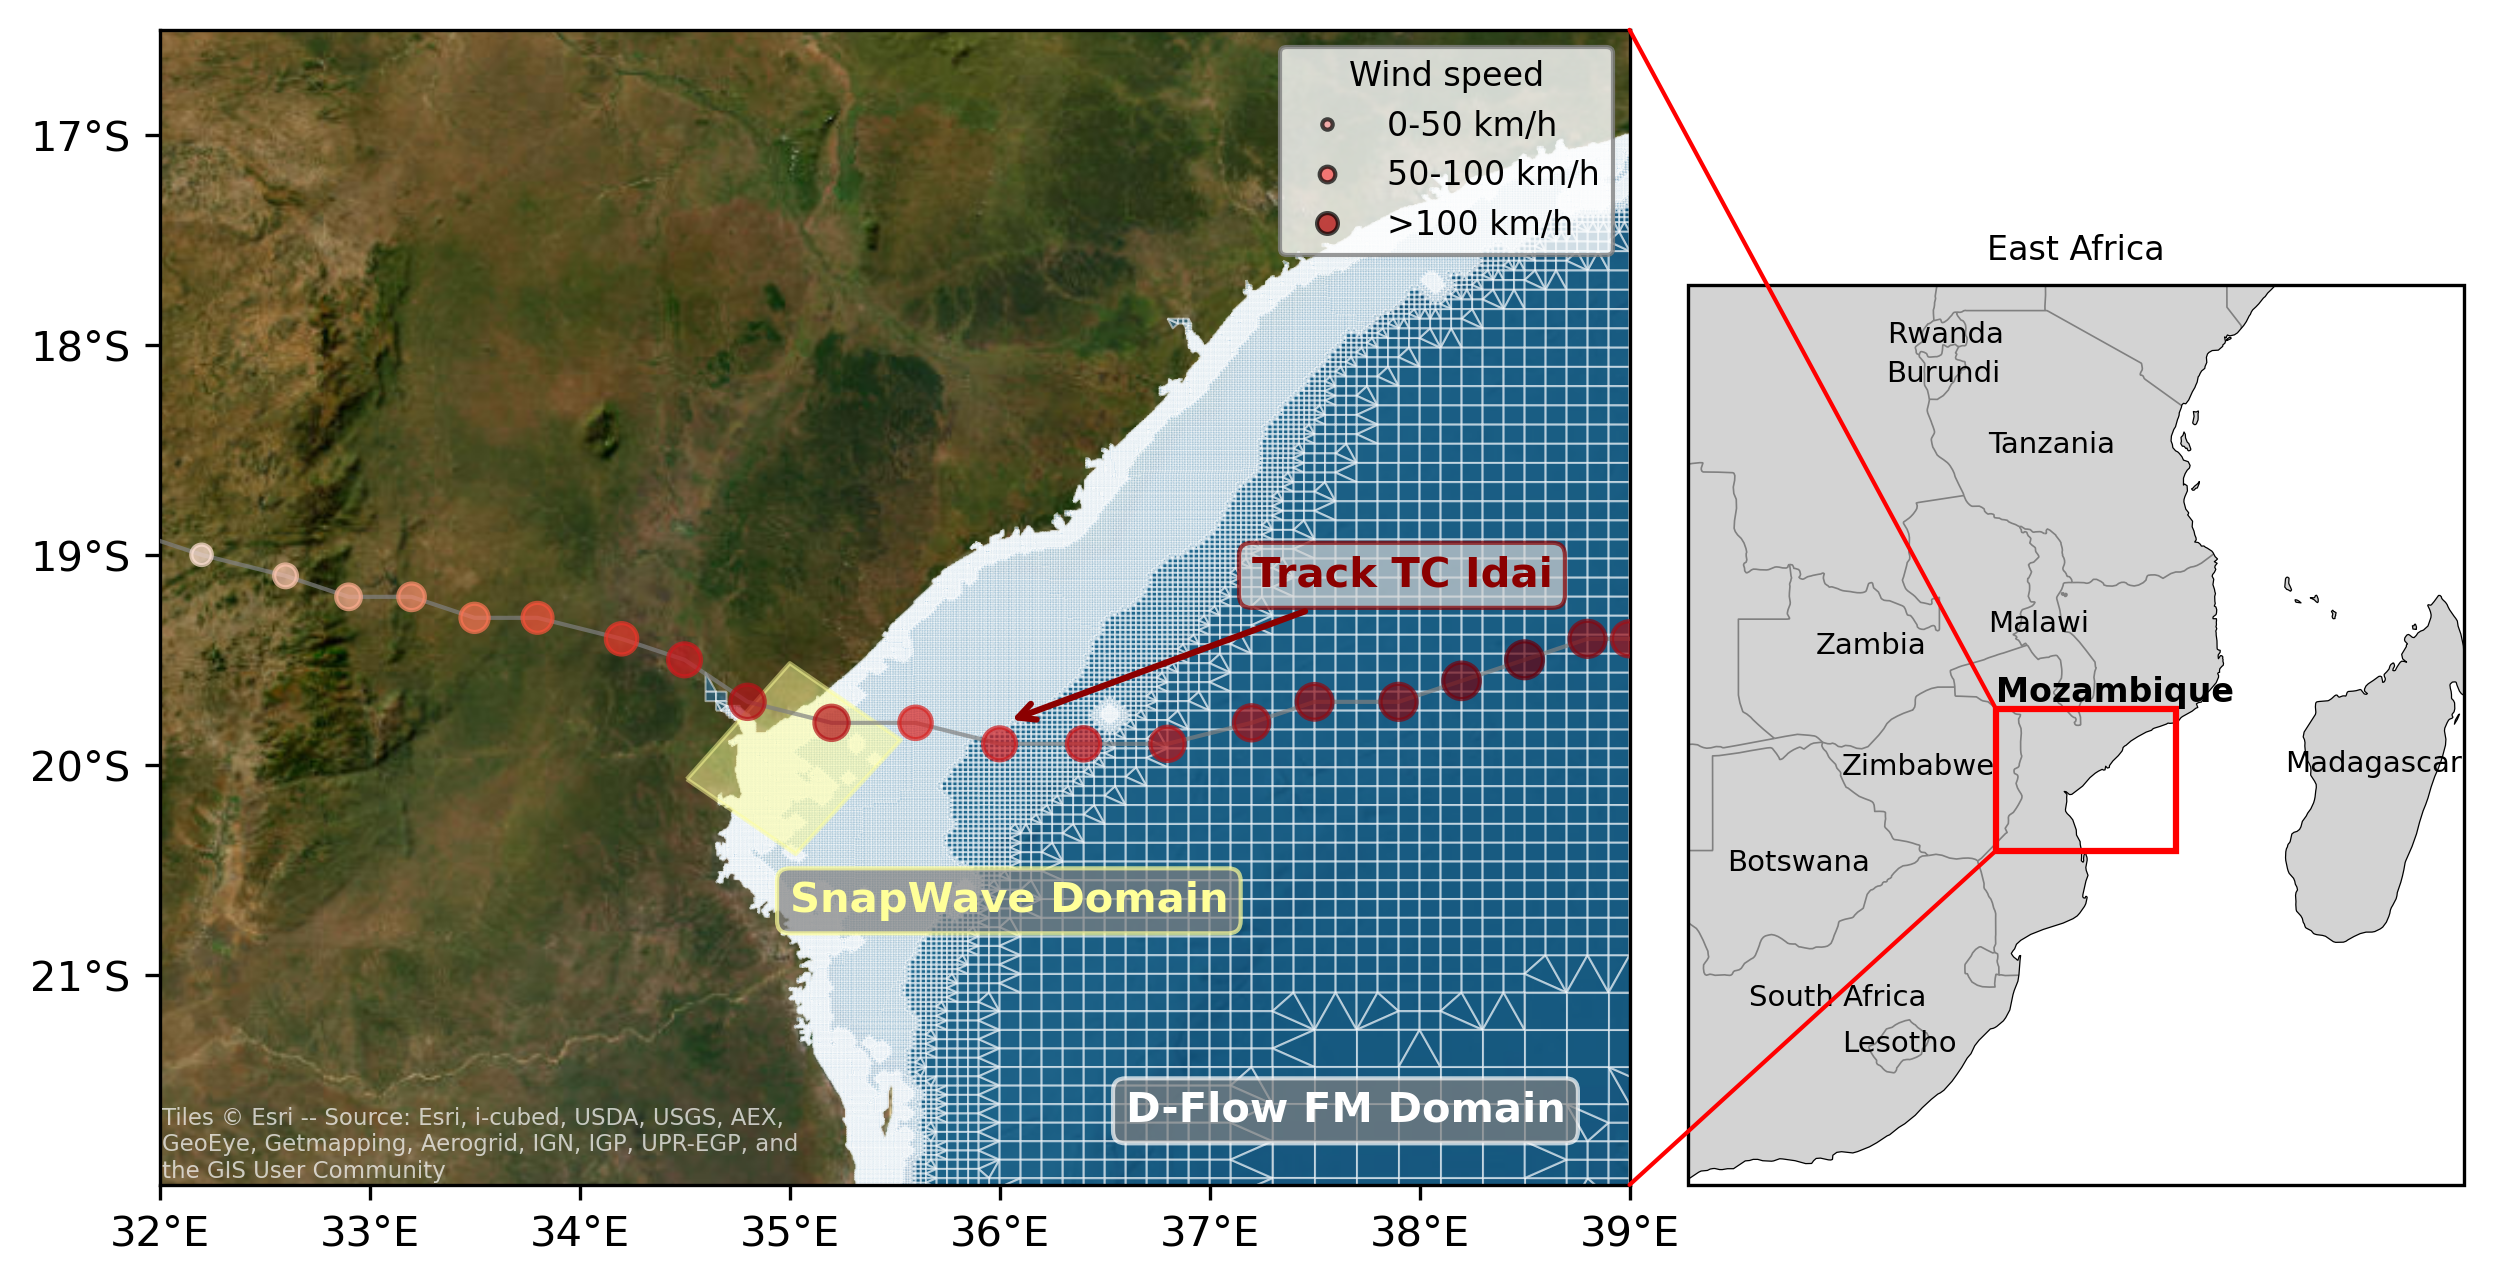 Wind speed
0-50 km/h
50-100 km/h
>100 km/h
17°S
18°S
19°S
20°S
21°S
Track TC Idai
SnapWave Domain
D-Flow FM Domain
Tiles © Esri -- Source: Esri, i-cubed, USDA, USGS, AEX,
GeoEye, Getmapping, Aerogrid, IGN, IGP, UPR-EGP, and
the GIS User Community
32°E
33°E
34°E
35°E
36°E
37°E
38°E
39°E
East Africa
Rwanda
Burundi
Tanzania
Malawi
Zambia
Mozambique
Zimbabwe
Madagascar
Botswana
South Africa
Lesotho